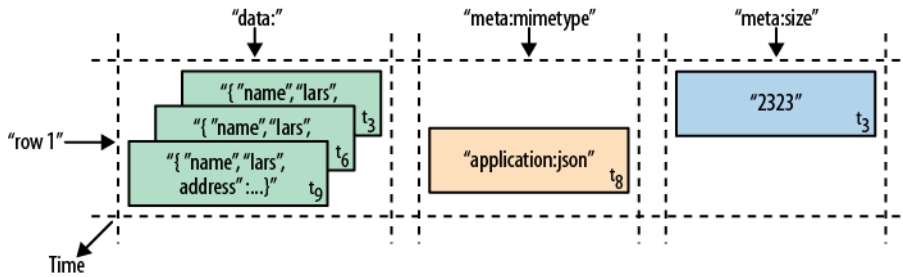 “data:”
“meta:mimetype”
“meta:size”
“{ ”name”,“lars”,
t3
“2323”
t3
“row 1”
“{ ”name”,“lars”,
t6
“{ ”name”,“lars”,
address” :...}”
t9
“application:json”
t8
Time